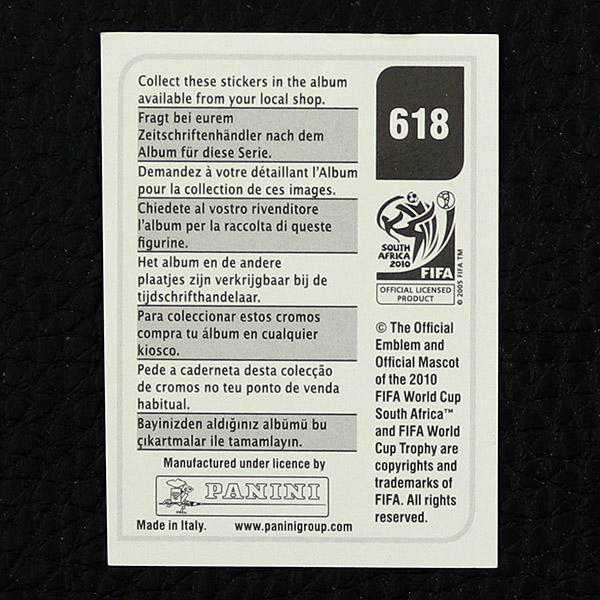 Collect these stickers in the album
available from your local shop.
Fragt bei eurem
Zeitschriftenhändler nach dem
Album für diese Serie.
Demandez à votre détaillant l'Album
pour la collection de ces images.
Chiedete al vostro rivenditore
l'album per la raccolta di queste
figurine.
Het album en de andere
plaatjes zijn verkrijgbaar bij de
tijdschrifthandelaar.
Para coleccionar estos cromos
compra tu álbum en cualquier
kiosco.
Pede a caderneta desta colecção
de cromos no teu ponto de venda
habitual.
Bayinizden aldığınız albümü bu
çıkartmalar ile tamamlayın.
Manufactured under licence by
PANINI
Made in Italy. www.paninigroup.com
618
SOUTH
AFRICA
2010
FIFA
© 2005 FIFA TM
OFFICIAL LICENSED
PRODUCT
© The Official
Emblem and
Official Mascot
of the 2010
FIFA World Cup
South Africa™
and FIFA World
Cup Trophy are
copyrights and
trademarks of
FIFA. All rights
reserved.